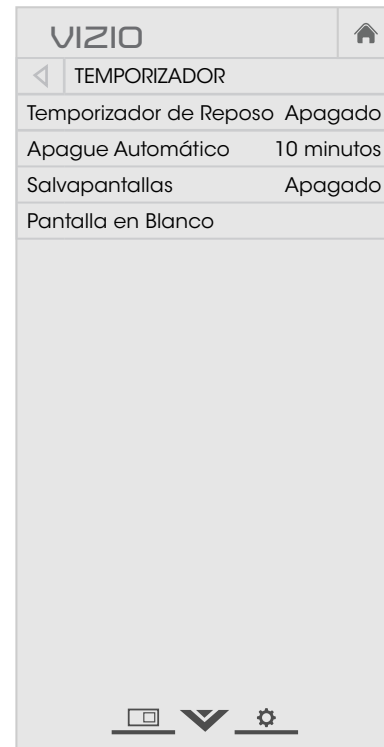 VIZIO
TEMPORIZADOR
Temporizador de Reposo Apagado
Apague Automático 10 minutos
Salvapantallas Apagado
Pantalla en Blanco